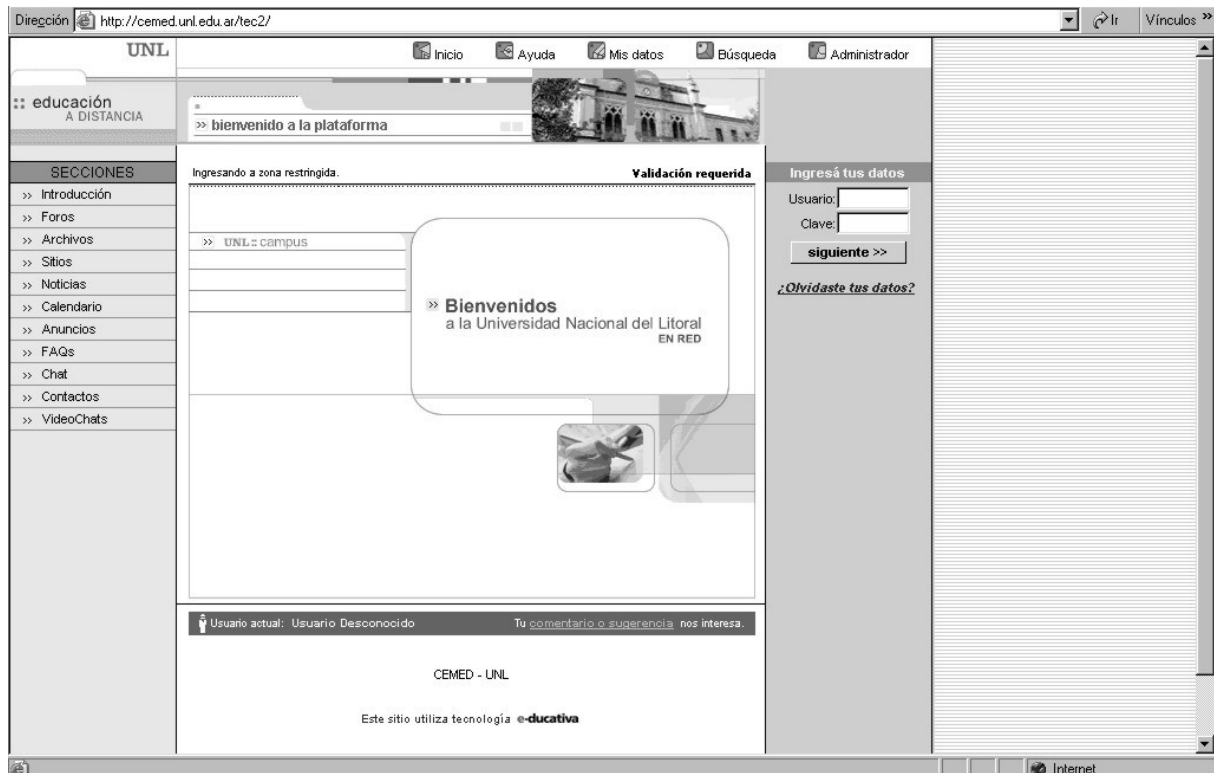 Dirección http://cemed.unl.edu.ar/tec2/ Ir Vínculos »
UNL
Inicio Ayuda Mis datos Búsqueda Administrador
:: educación
A DISTANCIA
» bienvenido a la plataforma
SECCIONES
» Introducción
» Foros
» Archivos
» Sitios
» Noticias
» Calendario
» Anuncios
» FAQs
» Chat
» Contactos
» VideoChats
Ingresando a zona restringida. Validación requerida
» UNL :: campus
» Bienvenidos
a la Universidad Nacional del Litoral
EN RED
Ingresá tus datos
Usuario:
Clave:
siguiente >>
¿Olvidaste tus datos?
Usuario actual: Usuario Desconocido Tu comentario o sugerencia nos interesa.
CEMED - UNL
Este sitio utiliza tecnología e-ducativa
Internet